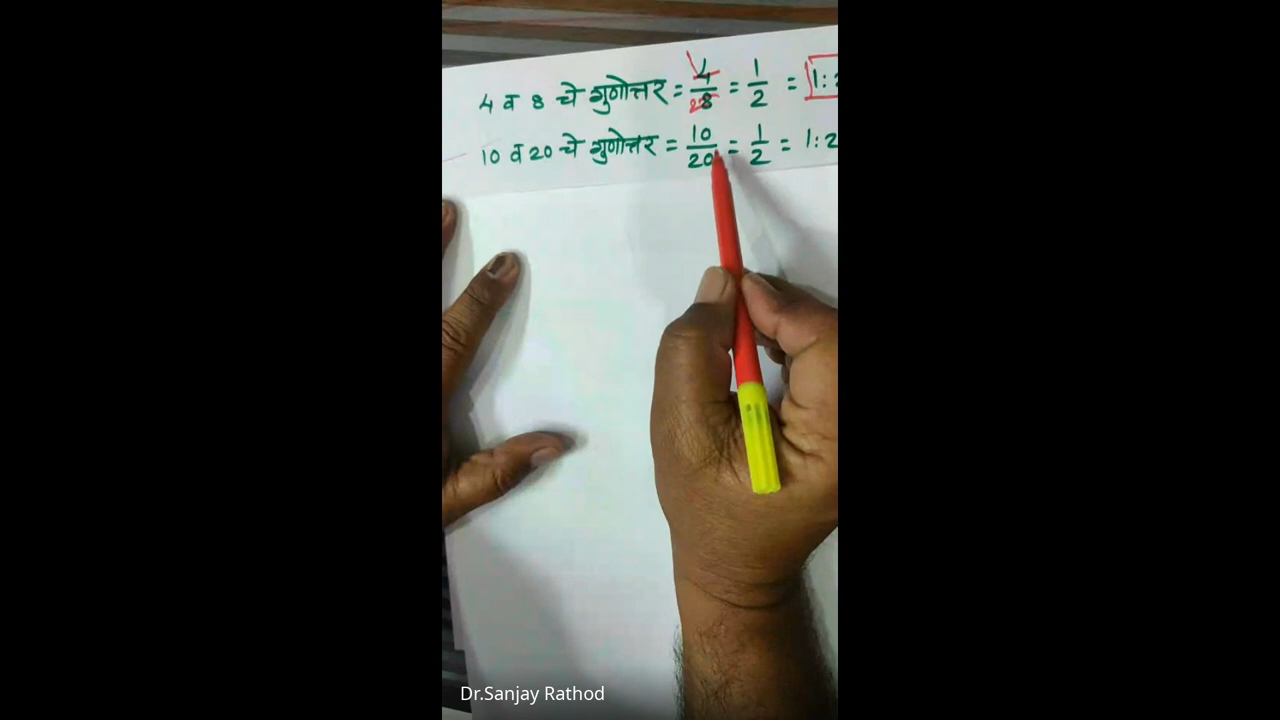 4 व 8 चे गुणोत्तर = 4/8 = 1/2 = 1:2
10 व 20 चे गुणोत्तर = 10/20 = 1/2 = 1:2
Dr.Sanjay Rathod